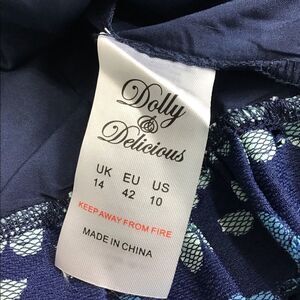 Dolly
&
Delicious
UK EU US
14 42 10
KEEP AWAY FROM FIRE
MADE IN CHINA